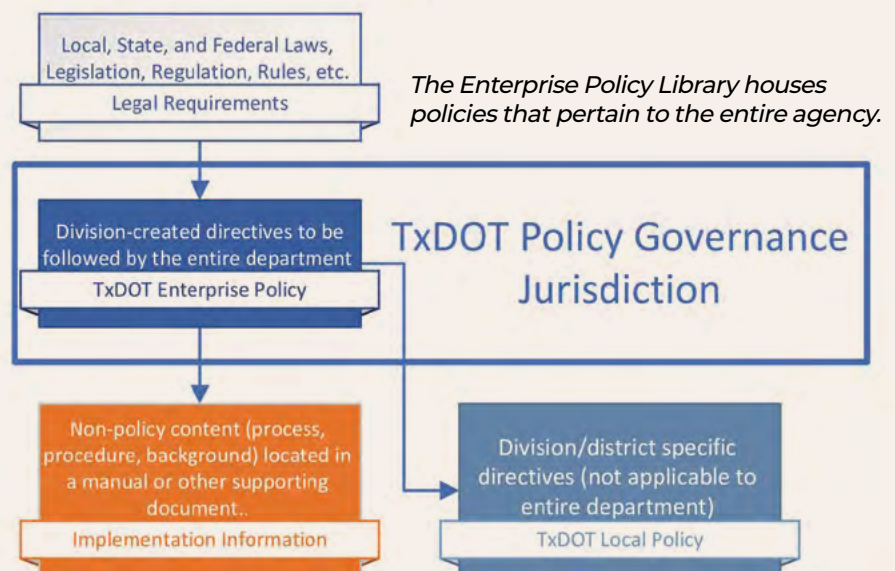 Local, State, and Federal Laws,
Legislation, Regulation, Rules, etc.
Legal Requirements
The Enterprise Policy Library houses
policies that pertain to the entire agency.
Division-created directives to be
followed by the entire department
TxDOT Enterprise Policy
TxDOT Policy Governance
Jurisdiction
Non-policy content (process,
procedure, background) located in
a manual or other supporting
document..
Implementation Information
Division/district specific
directives (not applicable to
entire department)
TxDOT Local Policy